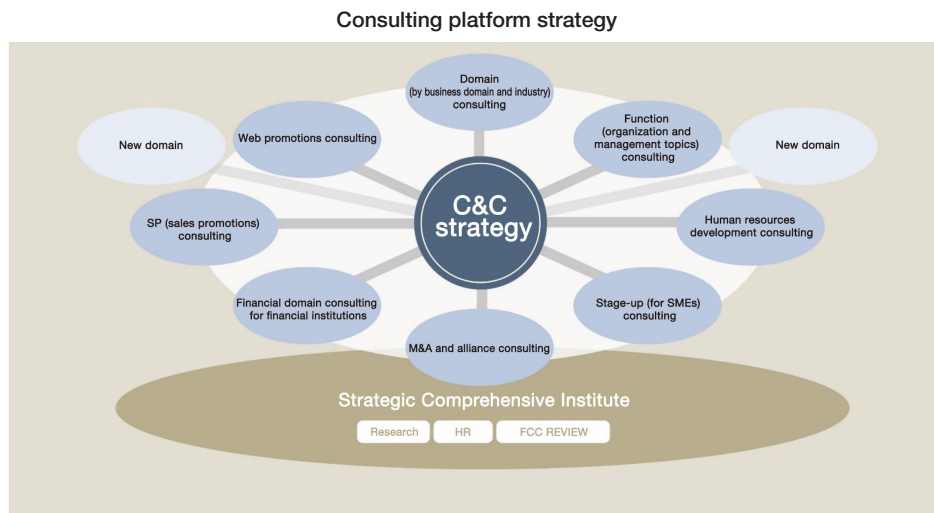 Consulting platform strategy
Domain
(by business domain and industry)
consulting
Web promotions consulting
Function
(organization and
management topics)
consulting
New domain
New domain
C&C
strategy
SP (sales promotions)
consulting
Human resources
development consulting
Financial domain consulting
for financial institutions
Stage-up (for SMEs)
consulting
M&A and alliance consulting
Strategic Comprehensive Institute
Research
HR
FCC REVIEW